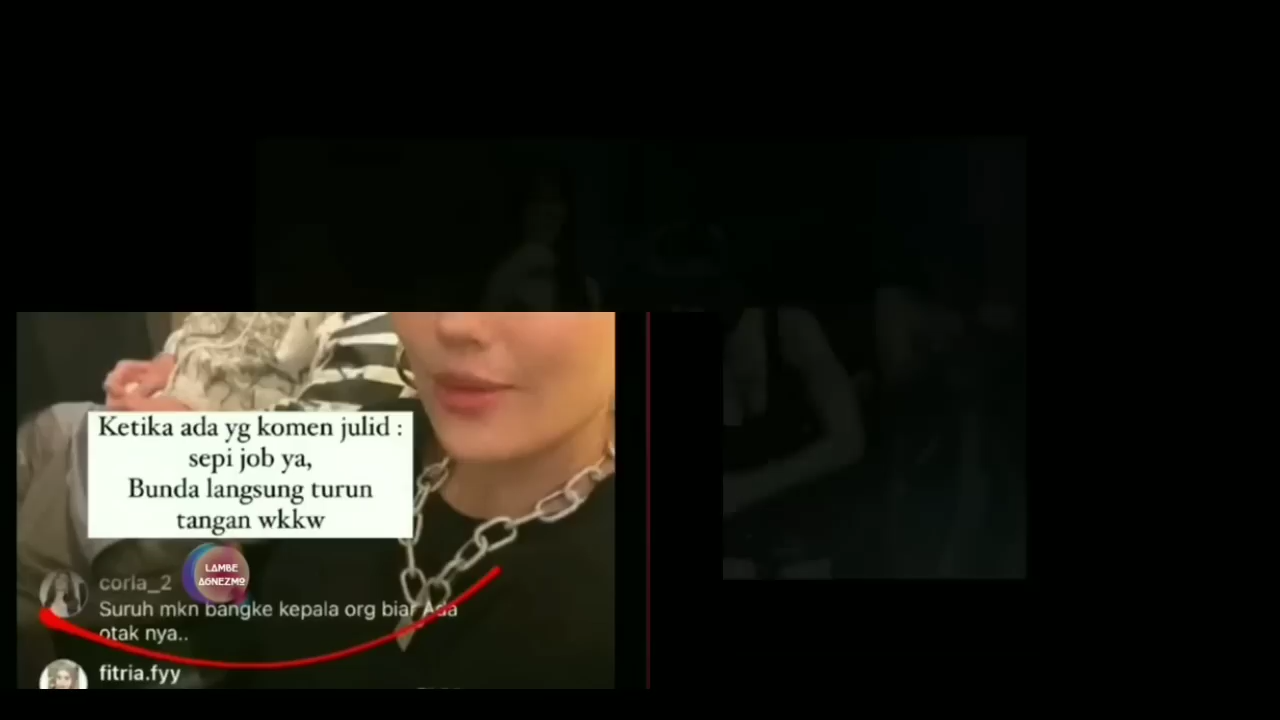 Ketika ada yg komen julid :
sepi job ya,
Bunda langsung turun
tangan wkkw
LAMBE
AGNEZMO
corla_2
Suruh mkn bangke kepala org biar Ada
otak nya..
fitria.fyy